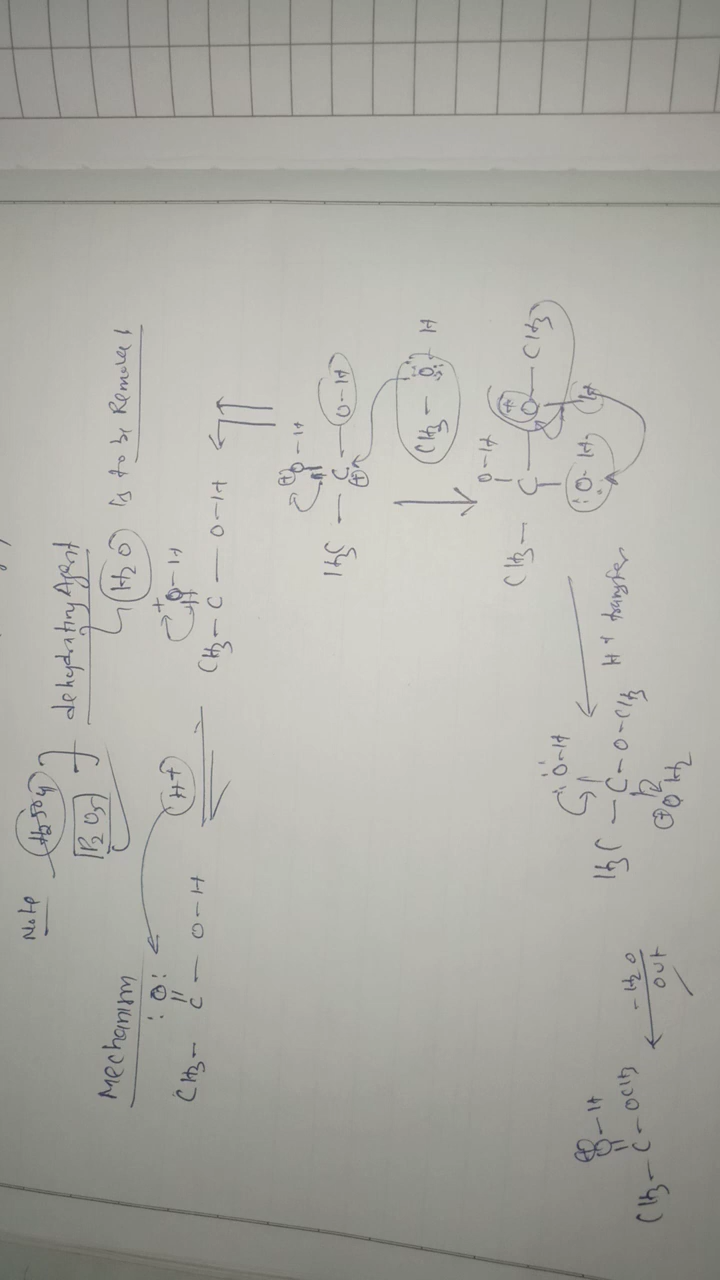 Note H₂SO₄
P₂O₅
dehydrating Agent
H₂O is to be Removed
Mechanism
:O:
CH₃ – C – O–H
H+
+
O–H
CH₃ – C – O–H
⊕
O–H
H₃C – C – O–H
⊕
CH₃ – O – H
O–H
⊕
CH₃ – C – O – CH₃
H
:O–H
H+ transfer
:O–H
H₃C – C – O–CH₃
⊕OH₂
–H₂O
out
⊕
O–H
CH₃ – C – OCH₃